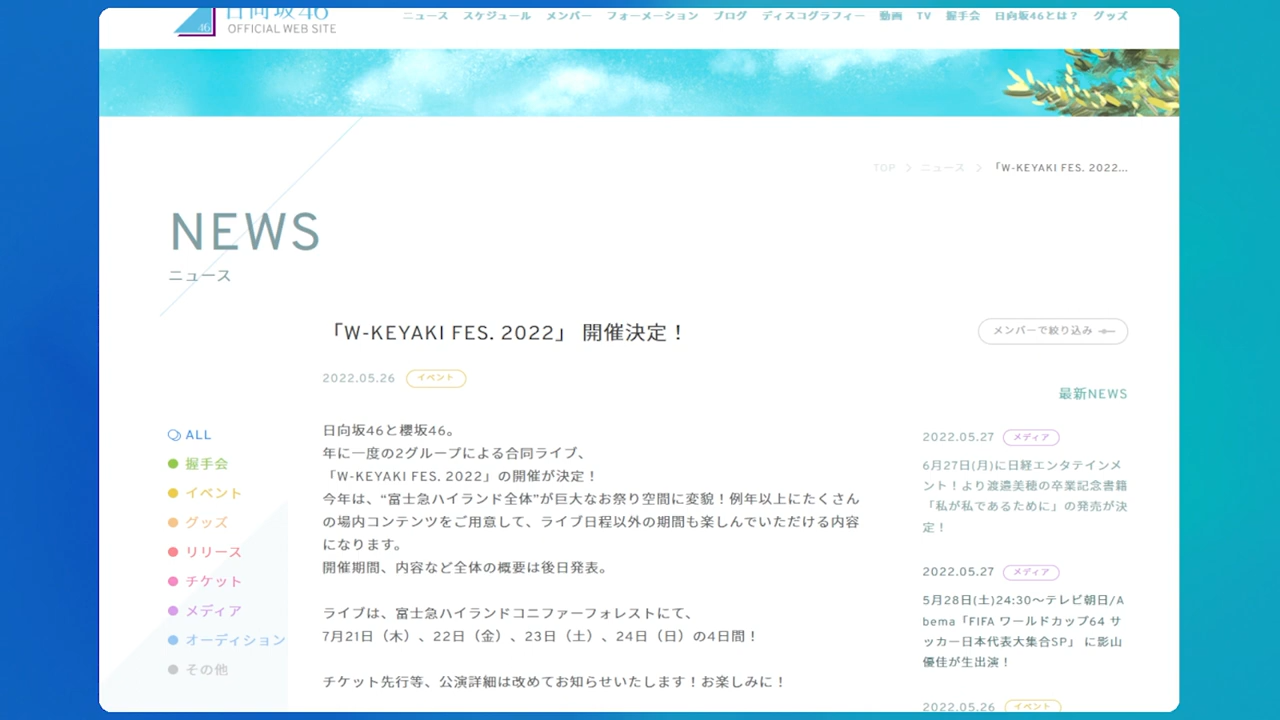 日向坂46
46
OFFICIAL WEB SITE
ニュース スケジュール メンバー フォーメーション ブログ ディスコグラフィー 動画 TV 握手会 日向坂46とは? グッズ
TOP > ニュース > 「W-KEYAKI FES. 2022...
NEWS
ニュース
「W-KEYAKI FES. 2022」 開催決定！
メンバーで絞り込み
2022.05.26 イベント
ALL
握手会
イベント
グッズ
リリース
チケット
メディア
オーディション
その他
日向坂46と櫻坂46。
年に一度の2グループによる合同ライブ、
「W-KEYAKI FES. 2022」の開催が決定！
今年は、“富士急ハイランド全体”が巨大なお祭り空間に変貌！例年以上にたくさん
の場内コンテンツをご用意して、ライブ日程以外の期間も楽しんでいただける内容
になります。
開催期間、内容など全体の概要は後日発表。
ライブは、富士急ハイランドコニファーフォレストにて、
7月21日（木）、22日（金）、23日（土）、24日（日）の4日間！
チケット先行等、公演詳細は改めてお知らせいたします！お楽しみに！
最新NEWS
2022.05.27 メディア
6月27日(月)に日経エンタテインメ
ント！より渡邉美穂の卒業記念書籍
「私が私であるために」の発売が決
定！
2022.05.27 メディア
5月28日(土)24:30～テレビ朝日/A
bema「FIFA ワールドカップ64 サ
ッカー日本代表大集合SP」 に影山
優佳が生出演！
2022.05.26 イベント